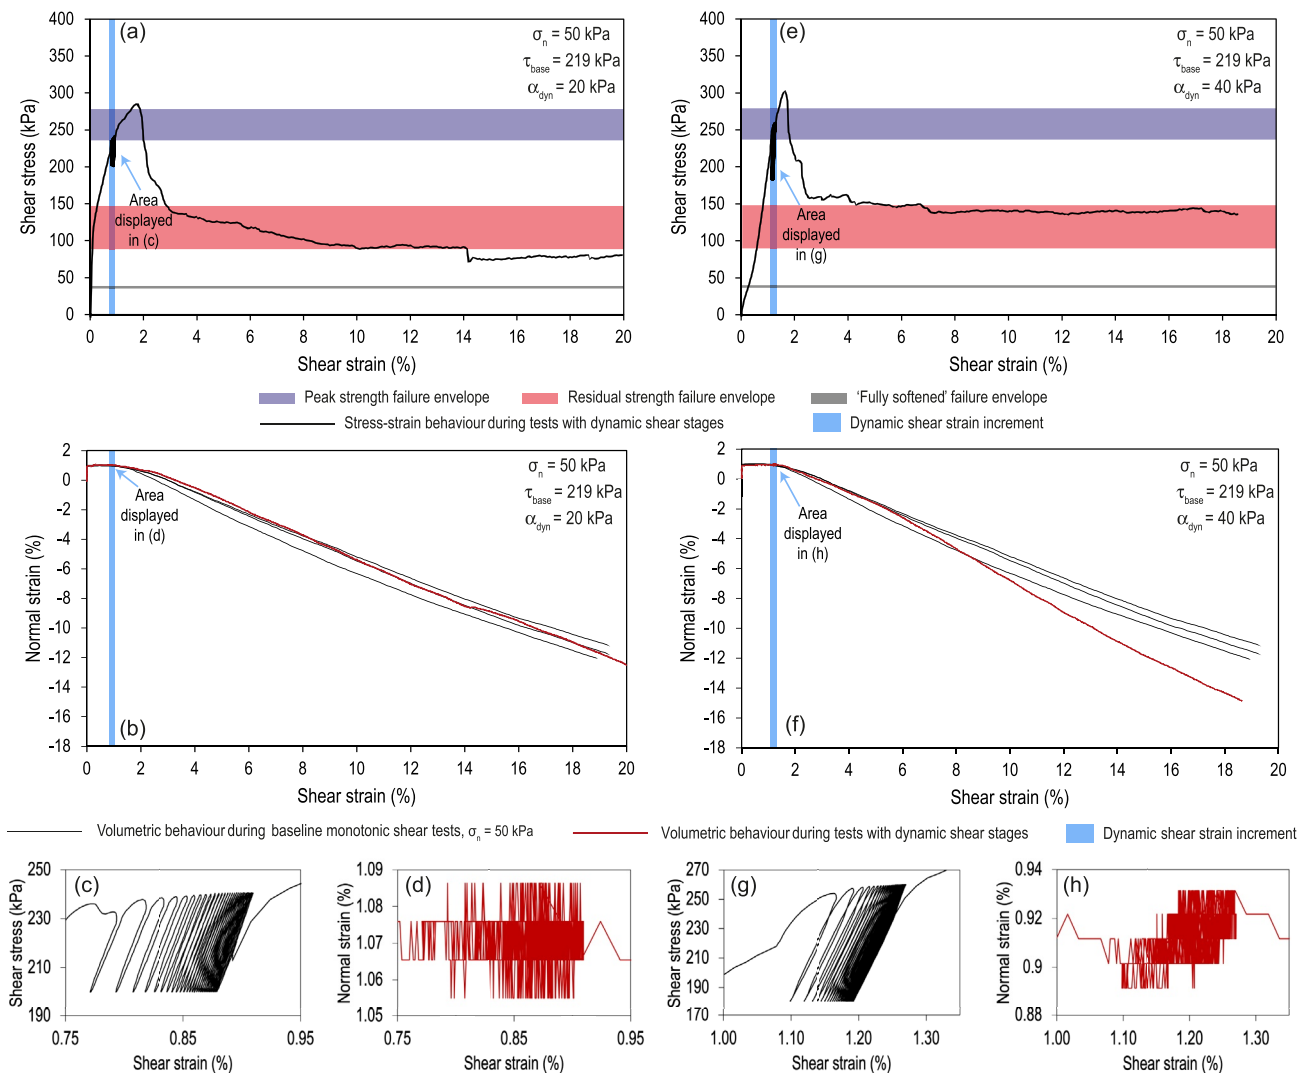 (a)
σn = 50 kPa
τbase = 219 kPa
αdyn = 20 kPa
Area
displayed
in (c)
Shear stress (kPa)
400
350
300
250
200
150
100
50
0
0 2 4 6 8 10 12 14 16 18 20
Shear strain (%)
(e)
σn = 50 kPa
τbase = 219 kPa
αdyn = 40 kPa
Area
displayed
in (g)
Shear stress (kPa)
400
350
300
250
200
150
100
50
0
0 2 4 6 8 10 12 14 16 18 20
Shear strain (%)
Peak strength failure envelope
Residual strength failure envelope
'Fully softened' failure envelope
Stress-strain behaviour during tests with dynamic shear stages
Dynamic shear strain increment
σn = 50 kPa
τbase = 219 kPa
αdyn = 20 kPa
Area
displayed
in (d)
(b)
Normal strain (%)
2
0
-2
-4
-6
-8
-10
-12
-14
-16
-18
0 2 4 6 8 10 12 14 16 18 20
Shear strain (%)
σn = 50 kPa
τbase = 219 kPa
αdyn = 40 kPa
Area
displayed
in (h)
(f)
Normal strain (%)
2
0
-2
-4
-6
-8
-10
-12
-14
-16
-18
0 2 4 6 8 10 12 14 16 18 20
Shear strain (%)
Volumetric behaviour during baseline monotonic shear tests, σn = 50 kPa
Volumetric behaviour during tests with dynamic shear stages
Dynamic shear strain increment
(c)
Shear stress (kPa)
250
230
210
190
0.75 0.85 0.95
Shear strain (%)
(d)
Normal strain (%)
1.09
1.08
1.07
1.06
1.05
0.75 0.85 0.95
Shear strain (%)
(g)
Shear stress (kPa)
270
250
230
210
190
170
1.00 1.10 1.20 1.30
Shear strain (%)
(h)
Normal strain (%)
0.94
0.92
0.9
0.88
1.00 1.10 1.20 1.30
Shear strain (%)